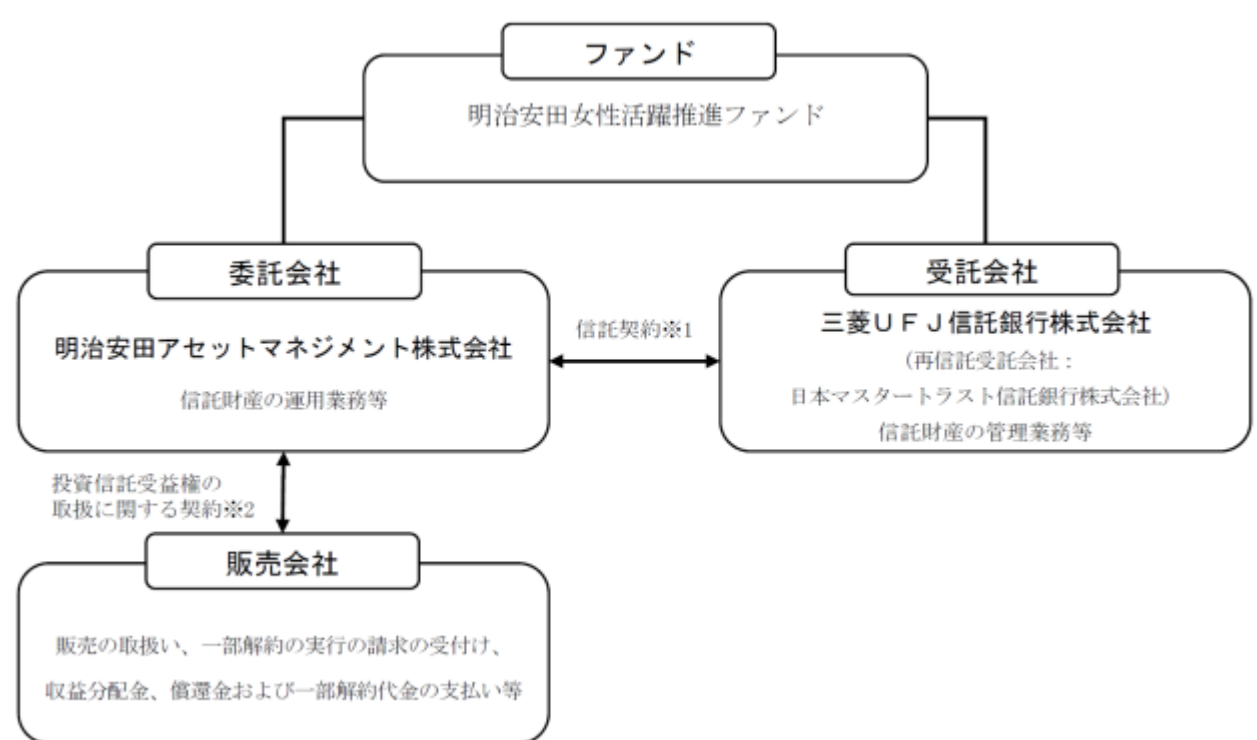 ファンド
明治安田女性活躍推進ファンド
委託会社
明治安田アセットマネジメント株式会社
信託財産の運用業務等
信託契約※1
受託会社
三菱UFJ信託銀行株式会社
(再信託受託会社:
日本マスタートラスト信託銀行株式会社)
信託財産の管理業務等
投資信託受益権の
取扱に関する契約※2
販売会社
販売の取扱い、一部解約の実行の請求の受付け、
収益分配金、償還金および一部解約代金の支払い等